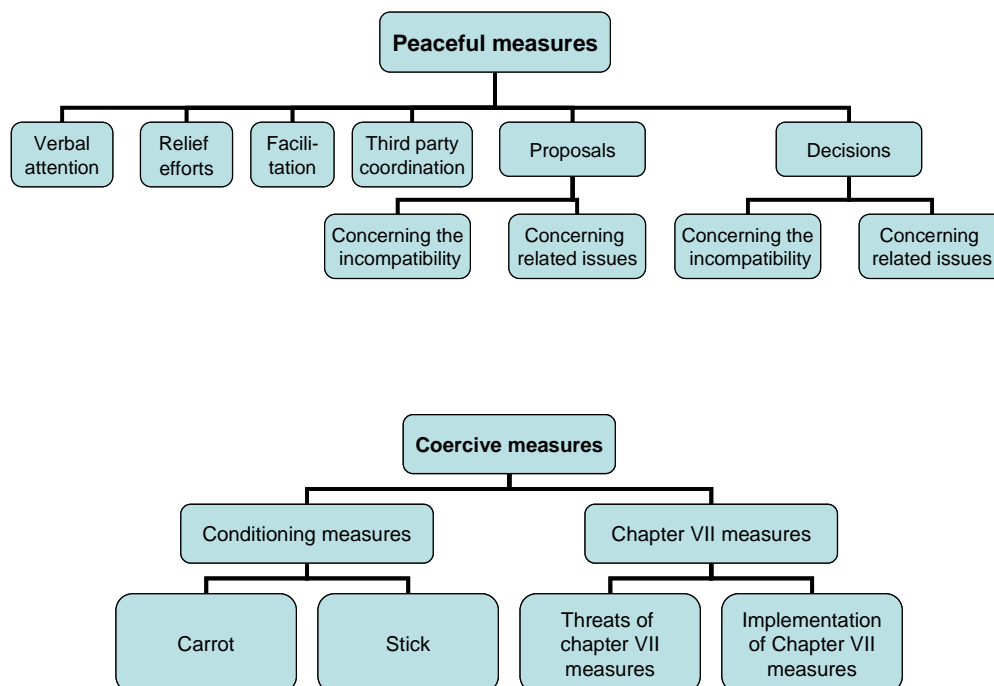 Peaceful measures
Verbal
attention
Relief
efforts
Facili-
tation
Third party
coordination
Proposals
Decisions
Concerning the
incompatibility
Concerning
related issues
Concerning the
incompatibility
Concerning
related issues
Coercive measures
Conditioning measures
Chapter VII measures
Carrot
Stick
Threats of
chapter VII
measures
Implementation
of Chapter VII
measures